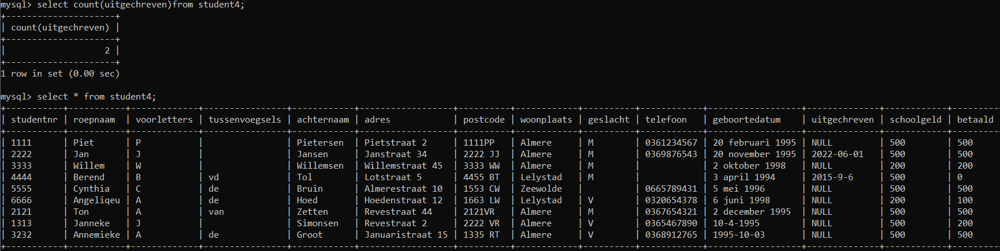 mysql> select count(uitgechreven)from student4;
+---------------------+
| count(uitgechreven) |
+---------------------+
|                   2 |
+---------------------+
1 row in set (0.00 sec)
mysql> select * from student4;
+-----------+----------+-------------+----------------+------------+------------------+----------+------------+----------+------------+------------------+--------------+------------+---------
| studentnr | roepnaam  | voorletters | tussenvoegsels | achternaam | adres            | postcode | woonplaats | geslacht | telefoon   | geboortedatum    | uitgechreven | schoolgeld | betaald
+-----------+----------+-------------+----------------+------------+------------------+----------+------------+----------+------------+------------------+--------------+------------+---------
| 1111      | Piet      | P           |                | Pietersen  | Pietstraat 2     | 1111PP   | Almere     | M        | 0361234567 | 20 februari 1995 | NULL         | 500        | 500
| 2222      | Jan       | J           |                | Jansen     | Janstraat 34     | 2222 JJ  | Almere     | M        | 0369876543 | 20 november 1995 | 2022-06-01   | 500        | 500
| 3333      | Willem    | W           |                | Willemsen  | Willemstraat 45  | 3333 WW  | Almere     | M        |            | 2 oktober 1998   | NULL         | 200        | 200
| 4444      | Berend    | B           | vd             | Tol        | Lotstraat 5      | 4455 BT  | Lelystad   | M        |            | 3 april 1994     | 2015-9-6     | 500        | 0
| 5555      | Cynthia   | C           | de             | Bruin      | Almerestraat 10  | 1553 CW  | Zeewolde   |          | 0665789431 | 5 mei 1996       | NULL         | 500        | 500
| 6666      | Angeliqeu | A           | de             | Hoed       | Hoedenstraat 12  | 1663 LW  | Lelystad   | V        | 0320654378 | 6 juni 1998      | NULL         | 200        | 100
| 2121      | Ton       | A           | van            | Zetten     | Revestraat 44    | 2121VR   | Almere     | M        | 0367654321 | 2 december 1995  | NULL         | 500        | 500
| 1313      | Janneke   | J           |                | Simonsen   | Revestraat 2     | 2222 VR  | Almere     | V        | 0365467890 | 10-4-1995        | NULL         | 500        | 200
| 3232      | Annemieke | A           | de             | Groot      | Januaristraat 15 | 1335 RT  | Almere     | V        | 0368912765 | 1995-10-03       | NULL         | 500        | 500
+-----------+----------+-------------+----------------+------------+------------------+----------+------------+----------+------------+------------------+--------------+------------+---------